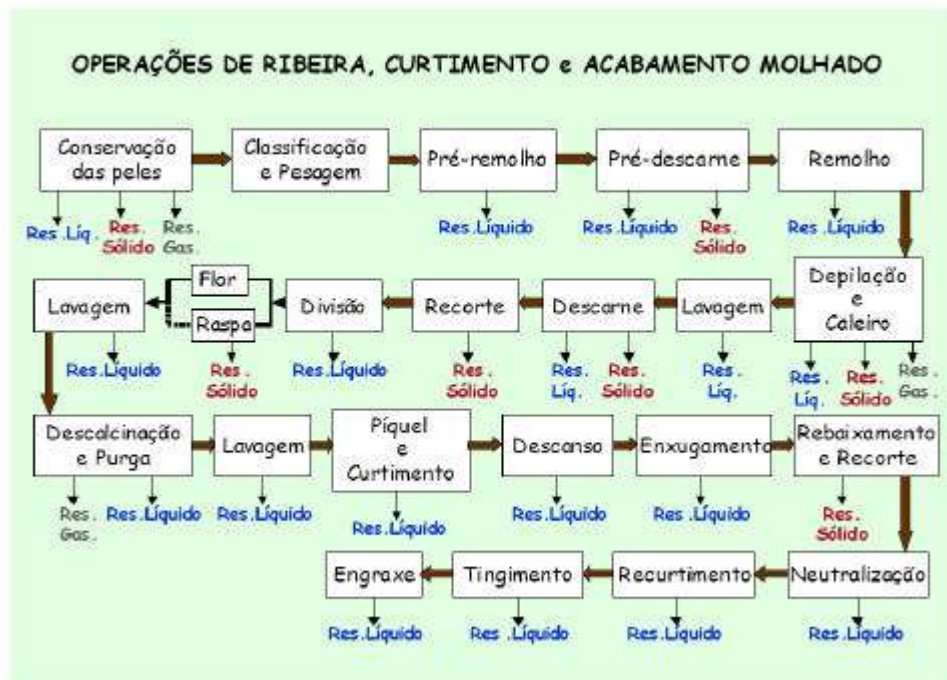 OPERAÇÕES DE RIBEIRA, CURTIMENTO e ACABAMENTO MOLHADO
Conservação
das peles
Classificação
e Pesagem
Pré-remolho
Pré-descarne
Remolho
Res.Líq.
Res.
Sólido
Res.
Gas.
Res.Líquido
Res.Líquido
Res.
Sólido
Res.Líquido
Lavagem
Flor
Raspa
Divisão
Recorte
Descarne
Lavagem
Depilação
e
Caleiro
Res.Líquido
Res.
Sólido
Res.Líquido
Res.
Sólido
Res.
Líq.
Res.
Sólido
Res.
Líq.
Res.
Líq.
Res.
Sólido
Res.
Gas.
Descalcinação
e Purga
Lavagem
Píquel
e
Curtimento
Descanso
Enxugamento
Rebaixamento
e Recorte
Res.
Gas.
Res.Líquido
Res.Líquido
Res.Líquido
Res.Líquido
Res.Líquido
Res.
Sólido
Engraxe
Tingimento
Recurtimento
Neutralização
Res.Líquido
Res.Líquido
Res.Líquido
Res.Líquido